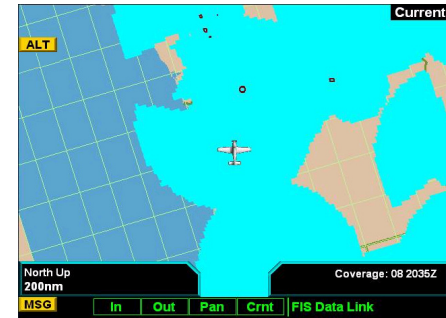 Current
ALT
North Up
200nm
Coverage: 08 2035Z
MSG
In
Out
Pan
Crnt
FIS Data Link